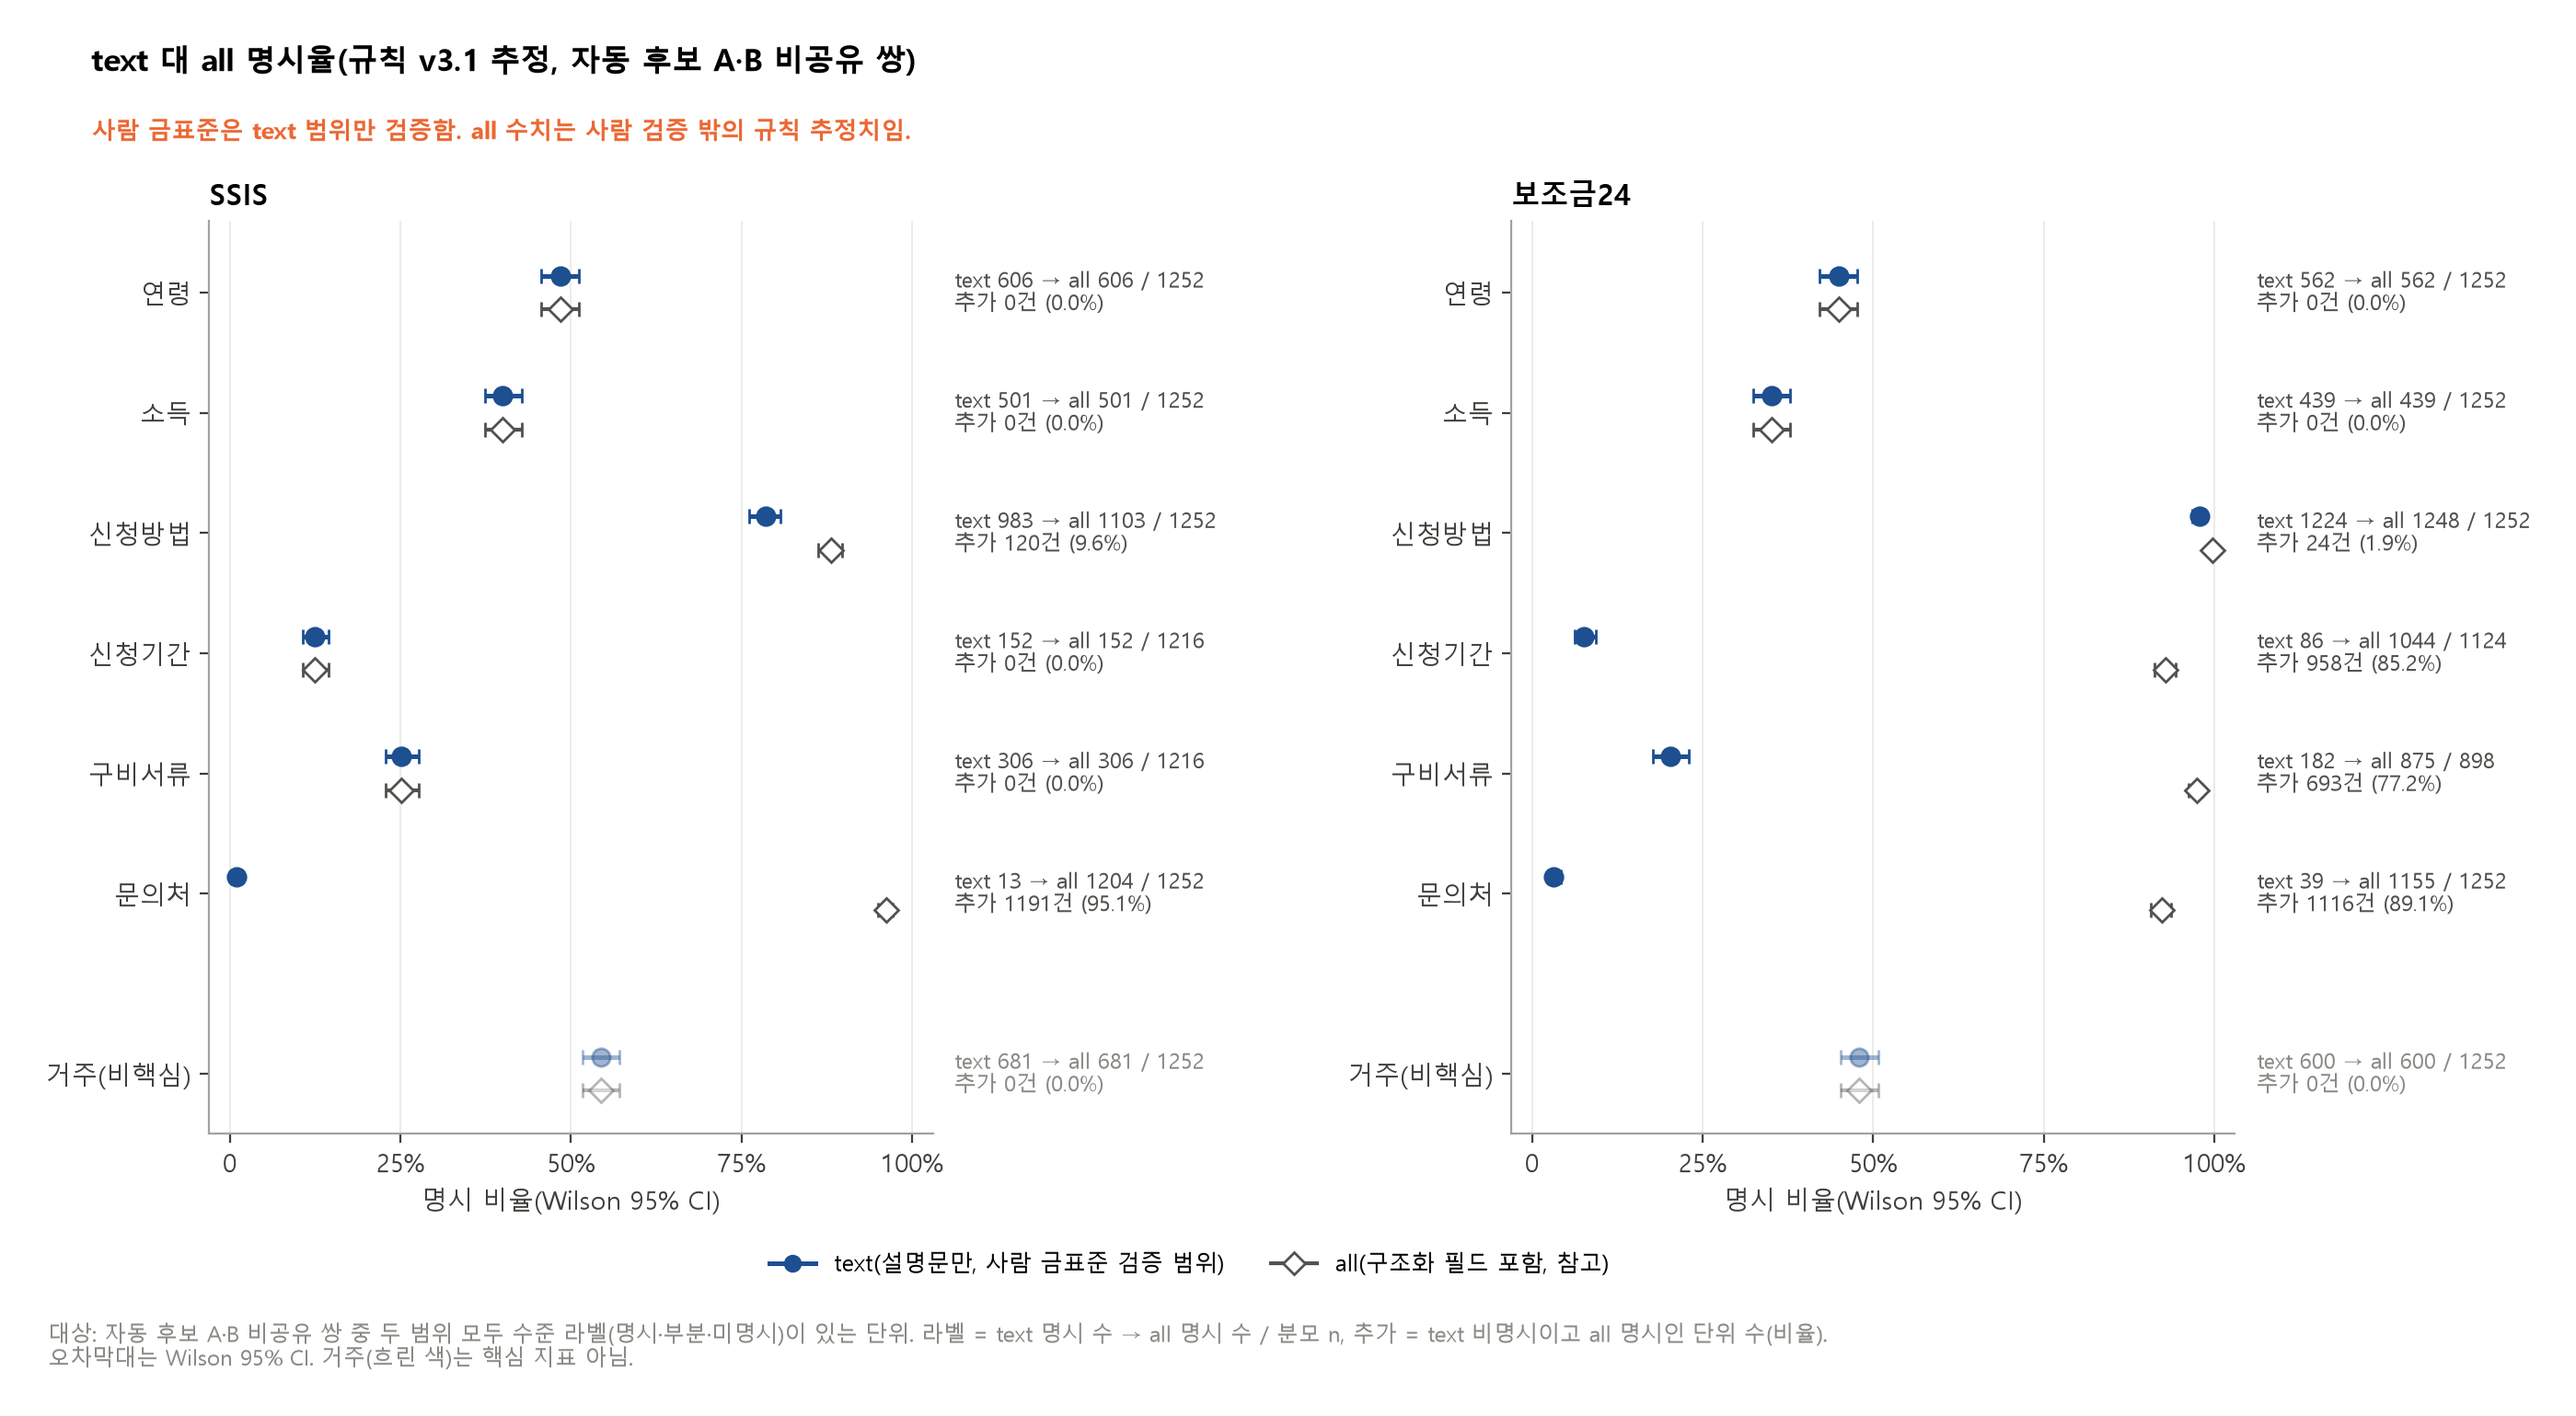 text 대 all 명시율(규칙 v3.1 추정, 자동 후보 A·B 비공유 쌍)
사람 금표준은 text 범위만 검증함. all 수치는 사람 검증 밖의 규칙 추정치임.
SSIS
연령
text 606 → all 606 / 1252
추가 0건 (0.0%)
소득
text 501 → all 501 / 1252
추가 0건 (0.0%)
신청방법
text 983 → all 1103 / 1252
추가 120건 (9.6%)
신청기간
text 152 → all 152 / 1216
추가 0건 (0.0%)
구비서류
text 306 → all 306 / 1216
추가 0건 (0.0%)
문의처
text 13 → all 1204 / 1252
추가 1191건 (95.1%)
거주(비핵심)
text 681 → all 681 / 1252
추가 0건 (0.0%)
0 25% 50% 75% 100%
명시 비율(Wilson 95% CI)
보조금24
연령
text 562 → all 562 / 1252
추가 0건 (0.0%)
소득
text 439 → all 439 / 1252
추가 0건 (0.0%)
신청방법
text 1224 → all 1248 / 1252
추가 24건 (1.9%)
신청기간
text 86 → all 1044 / 1124
추가 958건 (85.2%)
구비서류
text 182 → all 875 / 898
추가 693건 (77.2%)
문의처
text 39 → all 1155 / 1252
추가 1116건 (89.1%)
거주(비핵심)
text 600 → all 600 / 1252
추가 0건 (0.0%)
0 25% 50% 75% 100%
명시 비율(Wilson 95% CI)
text(설명문만, 사람 금표준 검증 범위)
all(구조화 필드 포함, 참고)
대상: 자동 후보 A·B 비공유 쌍 중 두 범위 모두 수준 라벨(명시·부분·미명시)이 있는 단위. 라벨 = text 명시 수 → all 명시 수 / 분모 n, 추가 = text 비명시이고 all 명시인 단위 수(비율).
오차막대는 Wilson 95% CI. 거주(흐린 색)는 핵심 지표 아님.